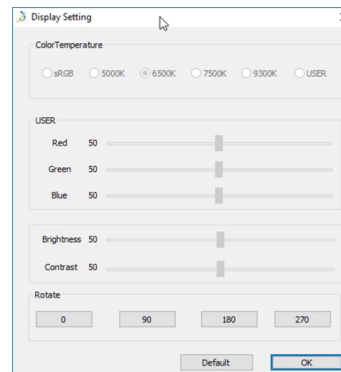 Display Setting
ColorTemperature
sRGB 5000K 6500K 7500K 9300K USER
USER
Red 50
Green 50
Blue 50
Brightness 50
Contrast 50
Rotate
0 90 180 270
Default OK